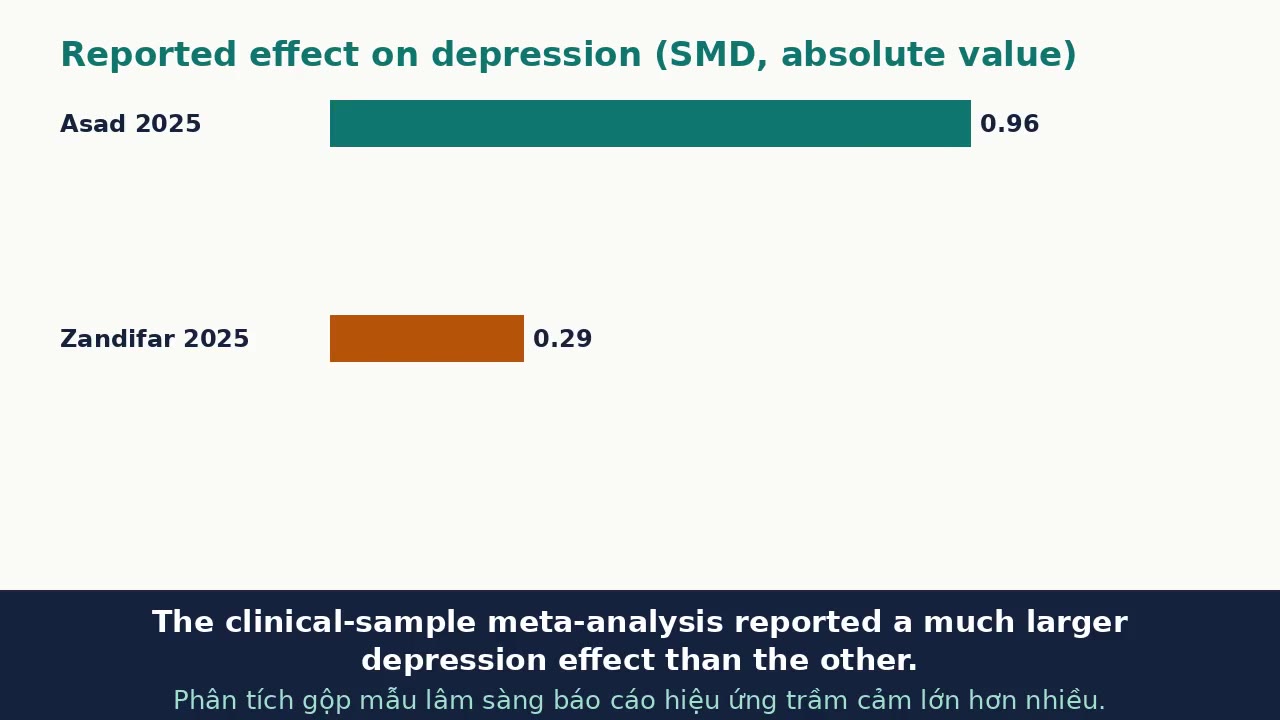 Reported effect on depression (SMD, absolute value)
Asad 2025
0.96
Zandifar 2025
0.29
The clinical-sample meta-analysis reported a much larger
depression effect than the other.
Phân tích gộp mẫu lâm sàng báo cáo hiệu ứng trầm cảm lớn hơn nhiều.